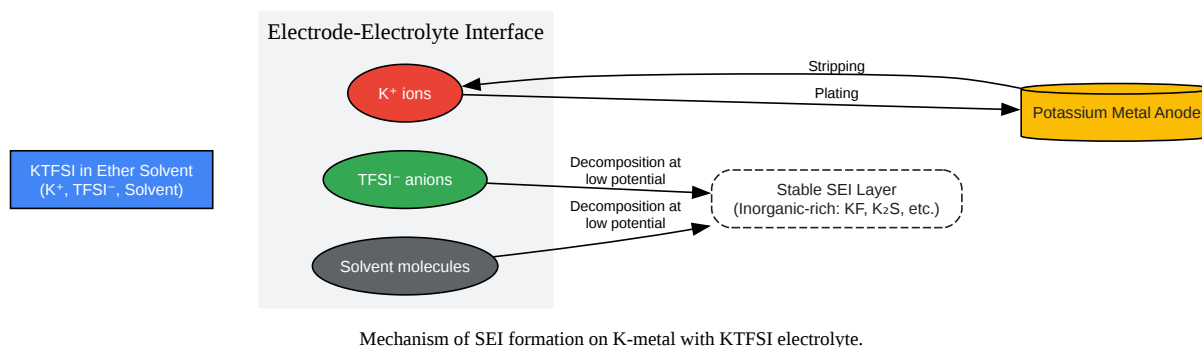 Electrode-Electrolyte Interface
K⁺ ions
Stripping
Plating
Potassium Metal Anode
KTFSI in Ether Solvent
(K⁺, TFSI⁻, Solvent)
TFSI⁻ anions
Decomposition at
low potential
Decomposition at
low potential
Stable SEI Layer
(Inorganic-rich: KF, K₂S, etc.)
Solvent molecules
Mechanism of SEI formation on K-metal with KTFSI electrolyte.